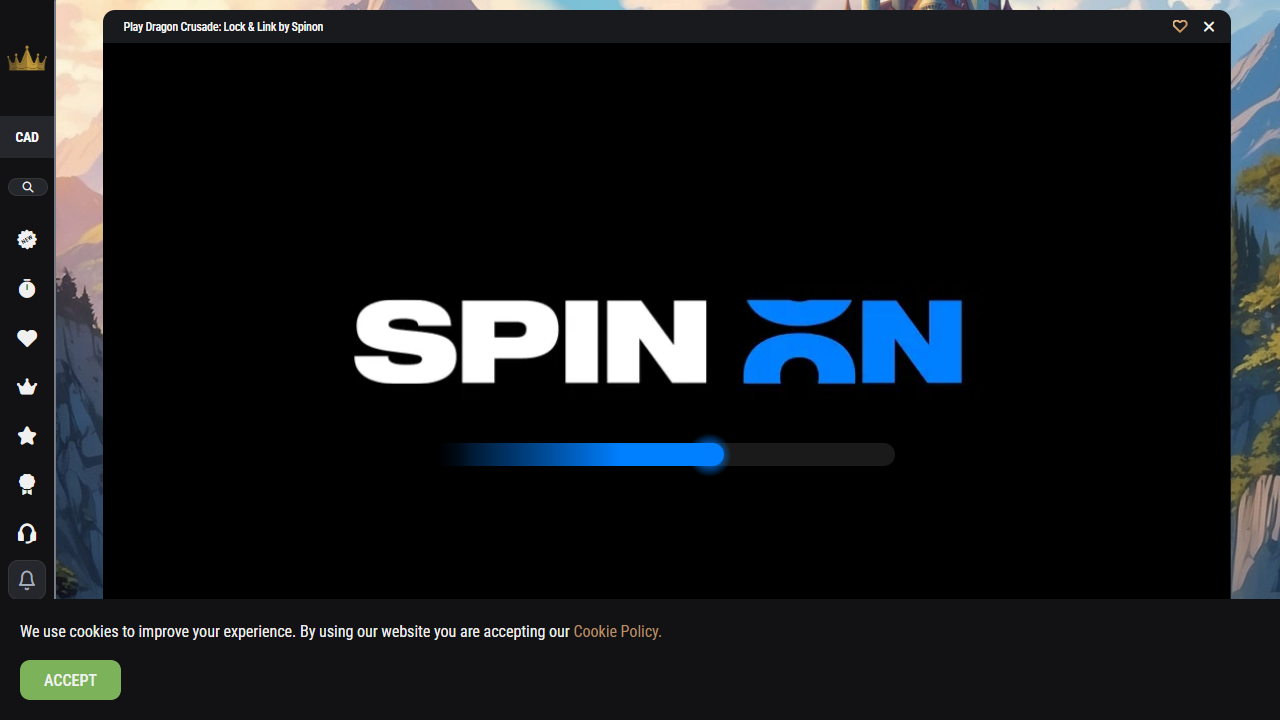 Play Dragon Crusade: Lock & Link by Spinon
CAD
NEW
SPIN ON
We use cookies to improve your experience. By using our website you are accepting our Cookie Policy.
ACCEPT